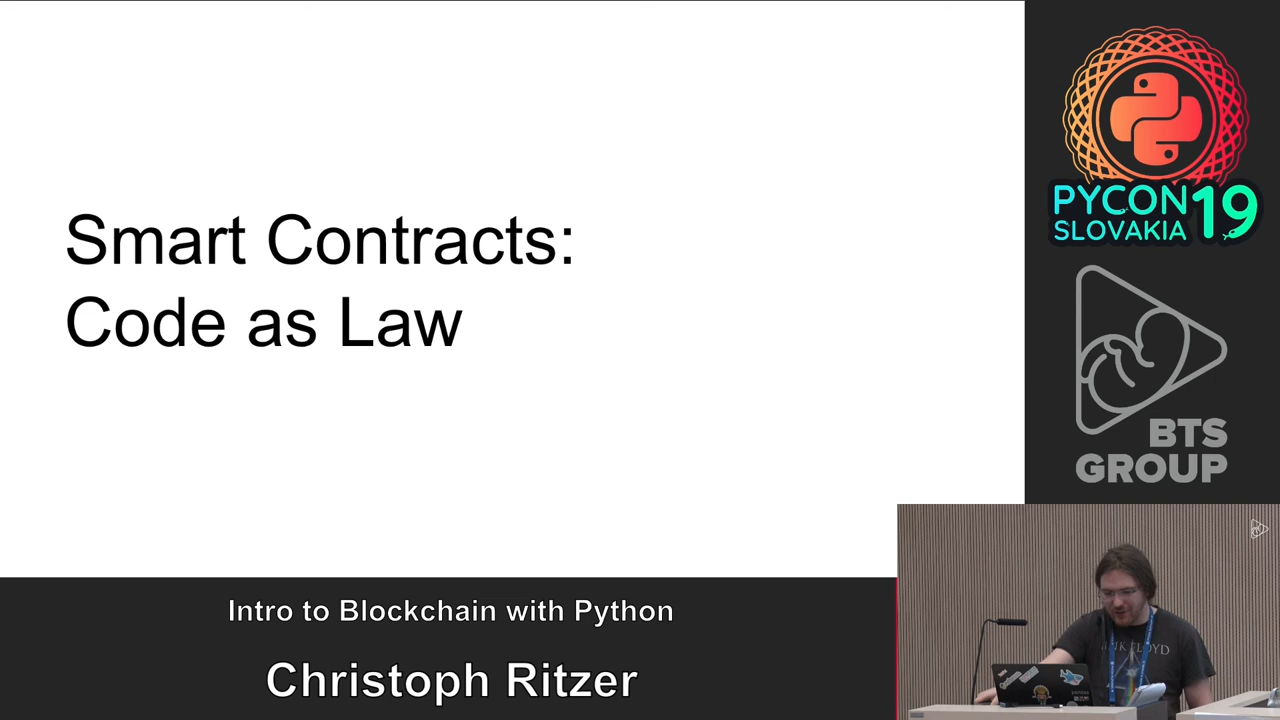 Smart Contracts:
Code as Law
PYCON 19
SLOVAKIA
BTS
GROUP
Intro to Blockchain with Python
Christoph Ritzer